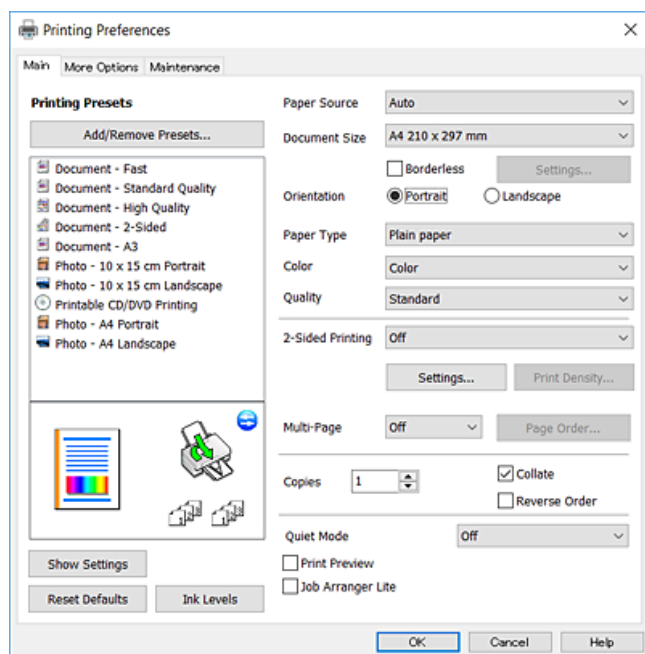 Printing Preferences
Main More Options Maintenance
Printing Presets
Add/Remove Presets...
Document - Fast
Document - Standard Quality
Document - High Quality
Document - 2-Sided
Document - A3
Photo - 10 x 15 cm Portrait
Photo - 10 x 15 cm Landscape
Printable CD/DVD Printing
Photo - A4 Portrait
Photo - A4 Landscape
Show Settings
Reset Defaults Ink Levels
Paper Source Auto
Document Size A4 210 x 297 mm
Borderless Settings...
Orientation Portrait Landscape
Paper Type Plain paper
Color Color
Quality Standard
2-Sided Printing Off
Settings... Print Density...
Multi-Page Off Page Order...
Copies 1 Collate
Reverse Order
Quiet Mode Off
Print Preview
Job Arranger Lite
OK Cancel Help